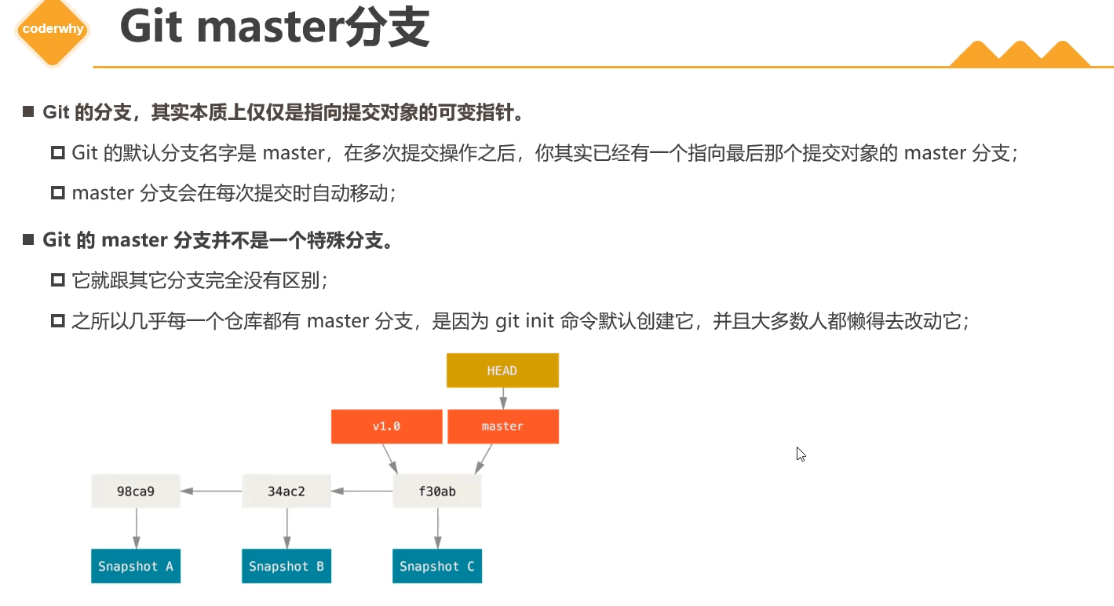 coderwhy
Git master分支
Git 的分支，其实本质上仅仅是指向提交对象的可变指针。
Git 的默认分支名字是 master，在多次提交操作之后，你其实已经有一个指向最后那个提交对象的 master 分支；
master 分支会在每次提交时自动移动；
Git 的 master 分支并不是一个特殊分支。
它就跟其它分支完全没有区别；
之所以几乎每一个仓库都有 master 分支，是因为 git init 命令默认创建它，并且大多数人都懒得去改动它；
HEAD
v1.0 master
98ca9 34ac2 f30ab
Snapshot A Snapshot B Snapshot C